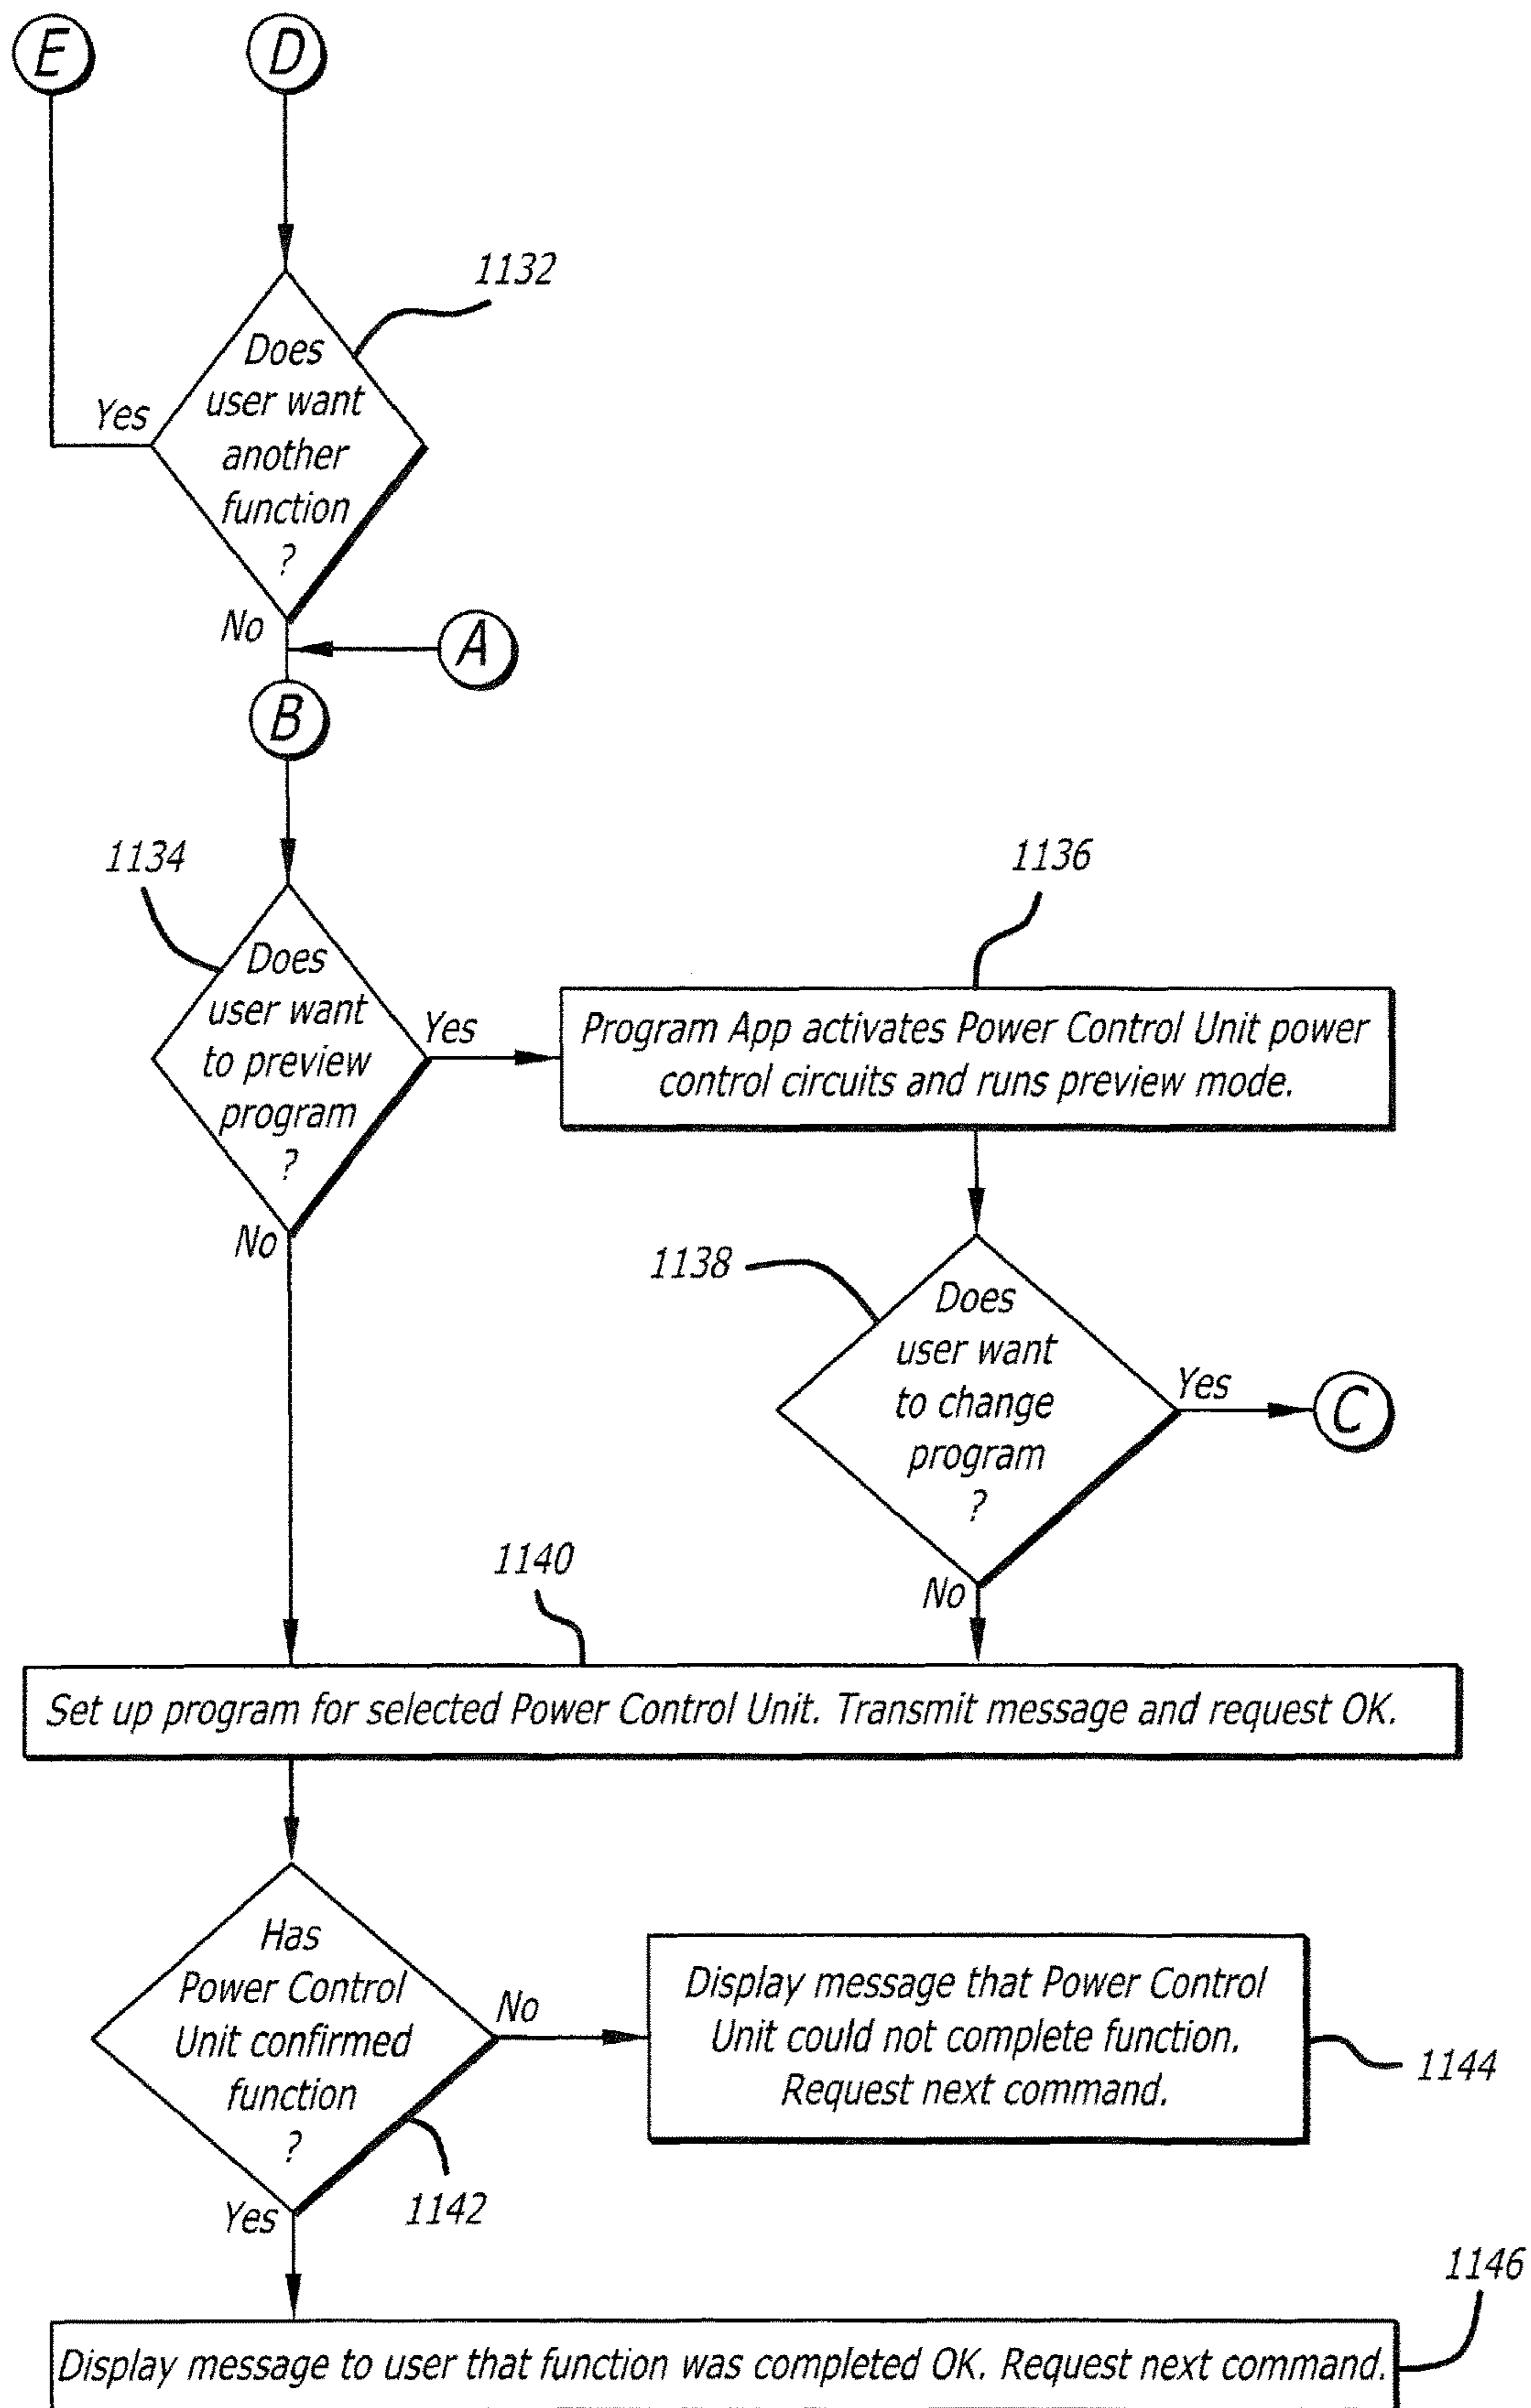 E
D
1132
Does
user want
another
function
?
Yes
No
A
B
1134
Does
user want
to preview
program
?
Yes
No
1136
Program App activates Power Control Unit power
control circuits and runs preview mode.
1138
Does
user want
to change
program
?
Yes
C
No
1140
Set up program for selected Power Control Unit. Transmit message and request OK.
Has
Power Control
Unit confirmed
function
?
No
Display message that Power Control
Unit could not complete function.
Request next command.
1144
1142
Yes
1146
Display message to user that function was completed OK. Request next command.